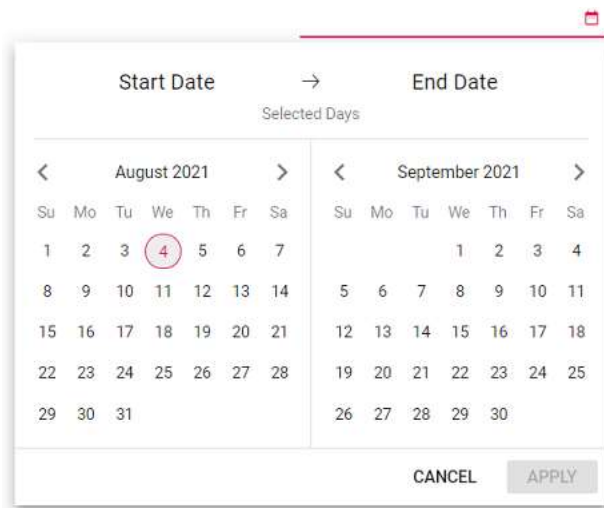 Start Date → End Date
Selected Days
August 2021
Su Mo Tu We Th Fr Sa
1 2 3 4 5 6 7
8 9 10 11 12 13 14
15 16 17 18 19 20 21
22 23 24 25 26 27 28
29 30 31
September 2021
Su Mo Tu We Th Fr Sa
1 2 3 4
5 6 7 8 9 10 11
12 13 14 15 16 17 18
19 20 21 22 23 24 25
26 27 28 29 30
CANCEL APPLY